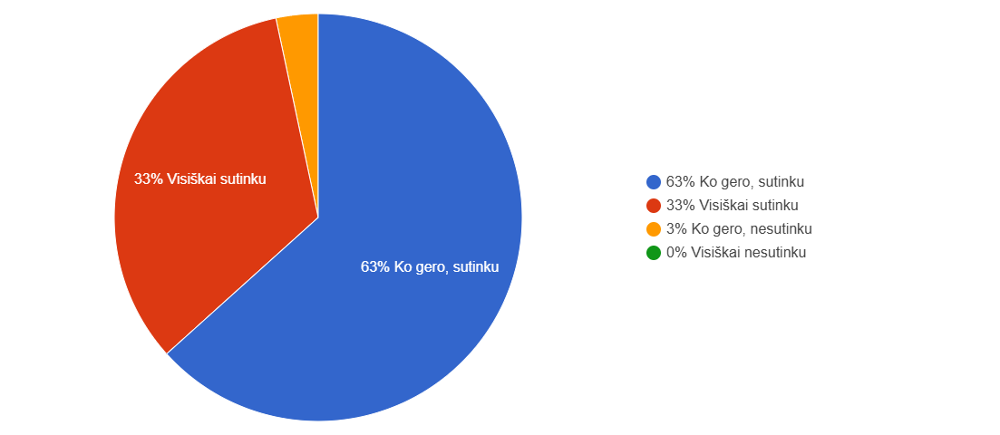 33% Visiškai sutinku
63% Ko gero, sutinku
63% Ko gero, sutinku
33% Visiškai sutinku
3% Ko gero, nesutinku
0% Visiškai nesutinku